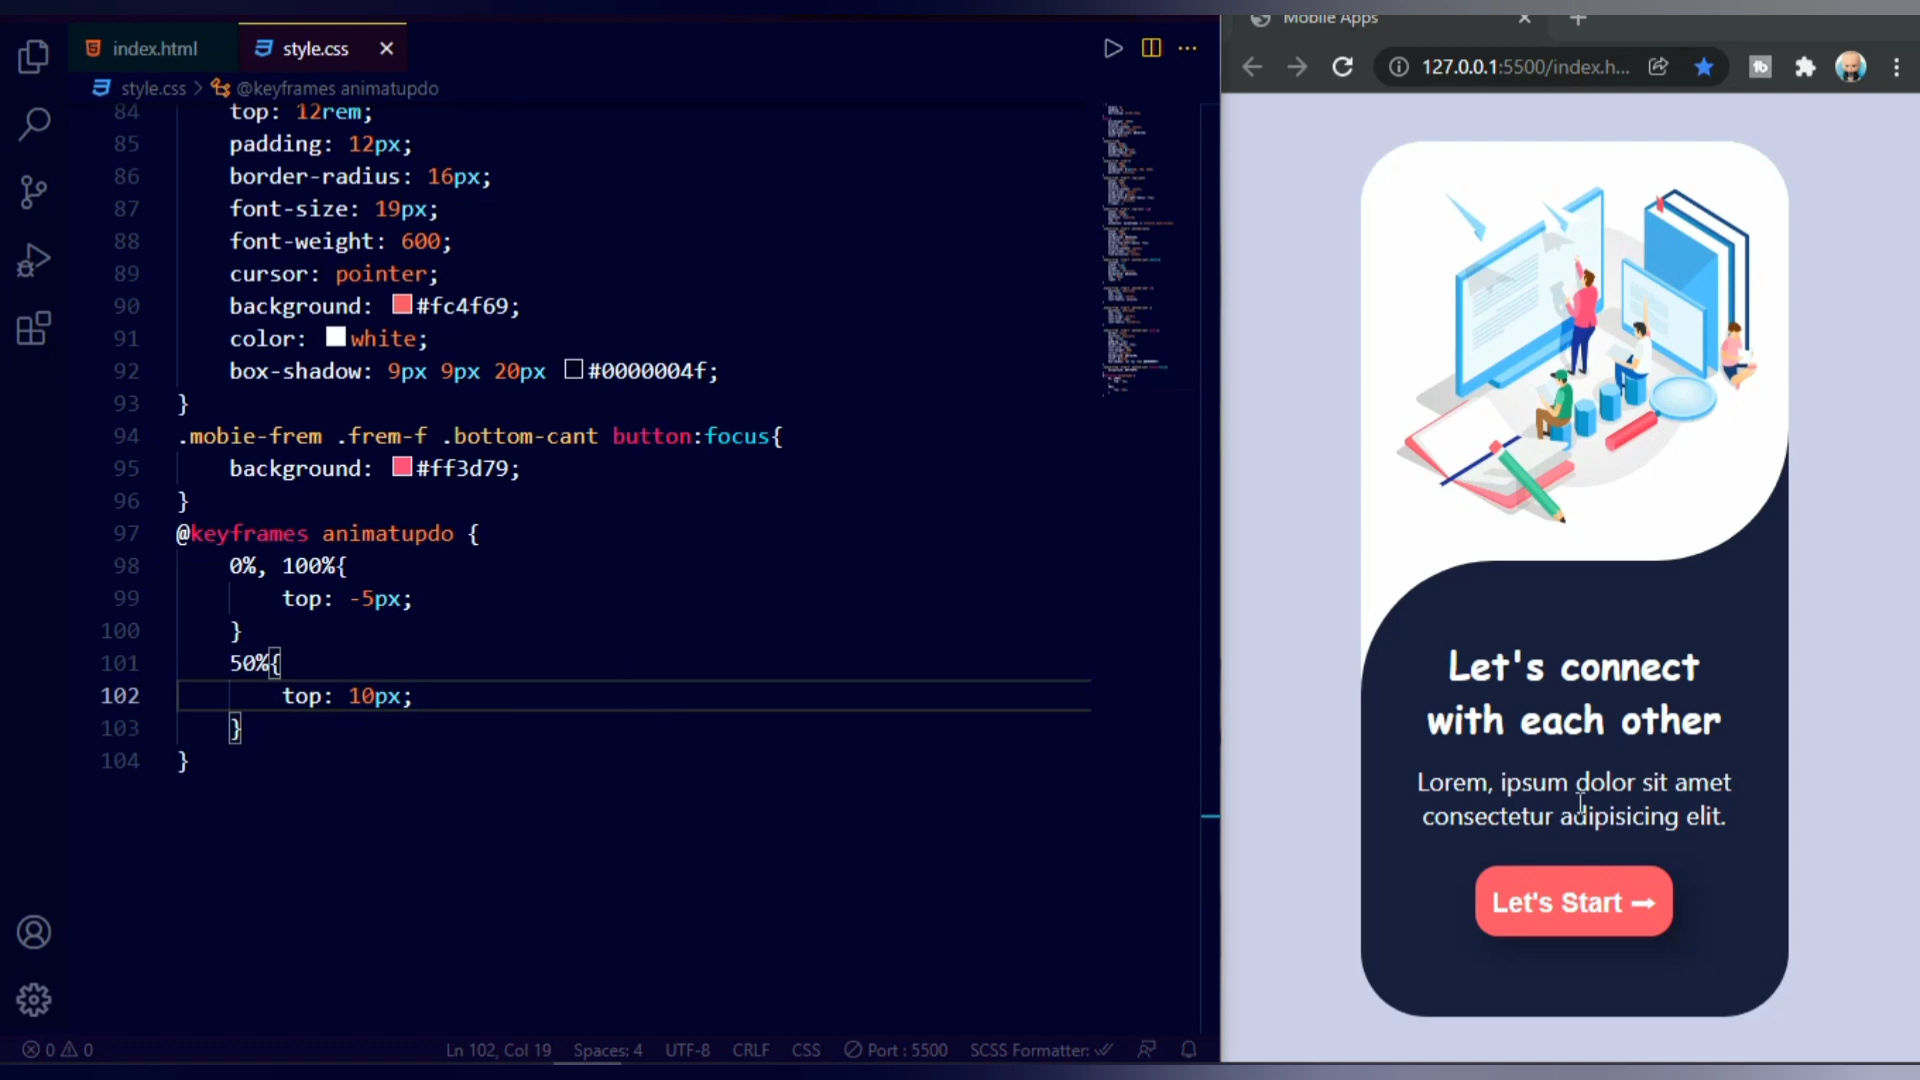 index.html
style.css
style.css > @keyframes animatupdo
84 top: 12rem;
85 padding: 12px;
86 border-radius: 16px;
87 font-size: 19px;
88 font-weight: 600;
89 cursor: pointer;
90 background: #fc4f69;
91 color: white;
92 box-shadow: 9px 9px 20px #0000004f;
93 }
94 .mobie-frem .frem-f .bottom-cant button:focus{
95 background: #ff3d79;
96 }
97 @keyframes animatupdo {
98 0%, 100%{
99 top: -5px;
100 }
101 50%{
102 top: 10px;
103 }
104 }
0 0
Ln 102, Col 19 Spaces: 4 UTF-8 CRLF CSS Port : 5500 SCSS Formatter:
Mobile Apps
127.0.0.1:5500/index.h...
Let's connect
with each other
Lorem, ipsum dolor sit amet
consectetur adipisicing elit.
Let's Start ➞